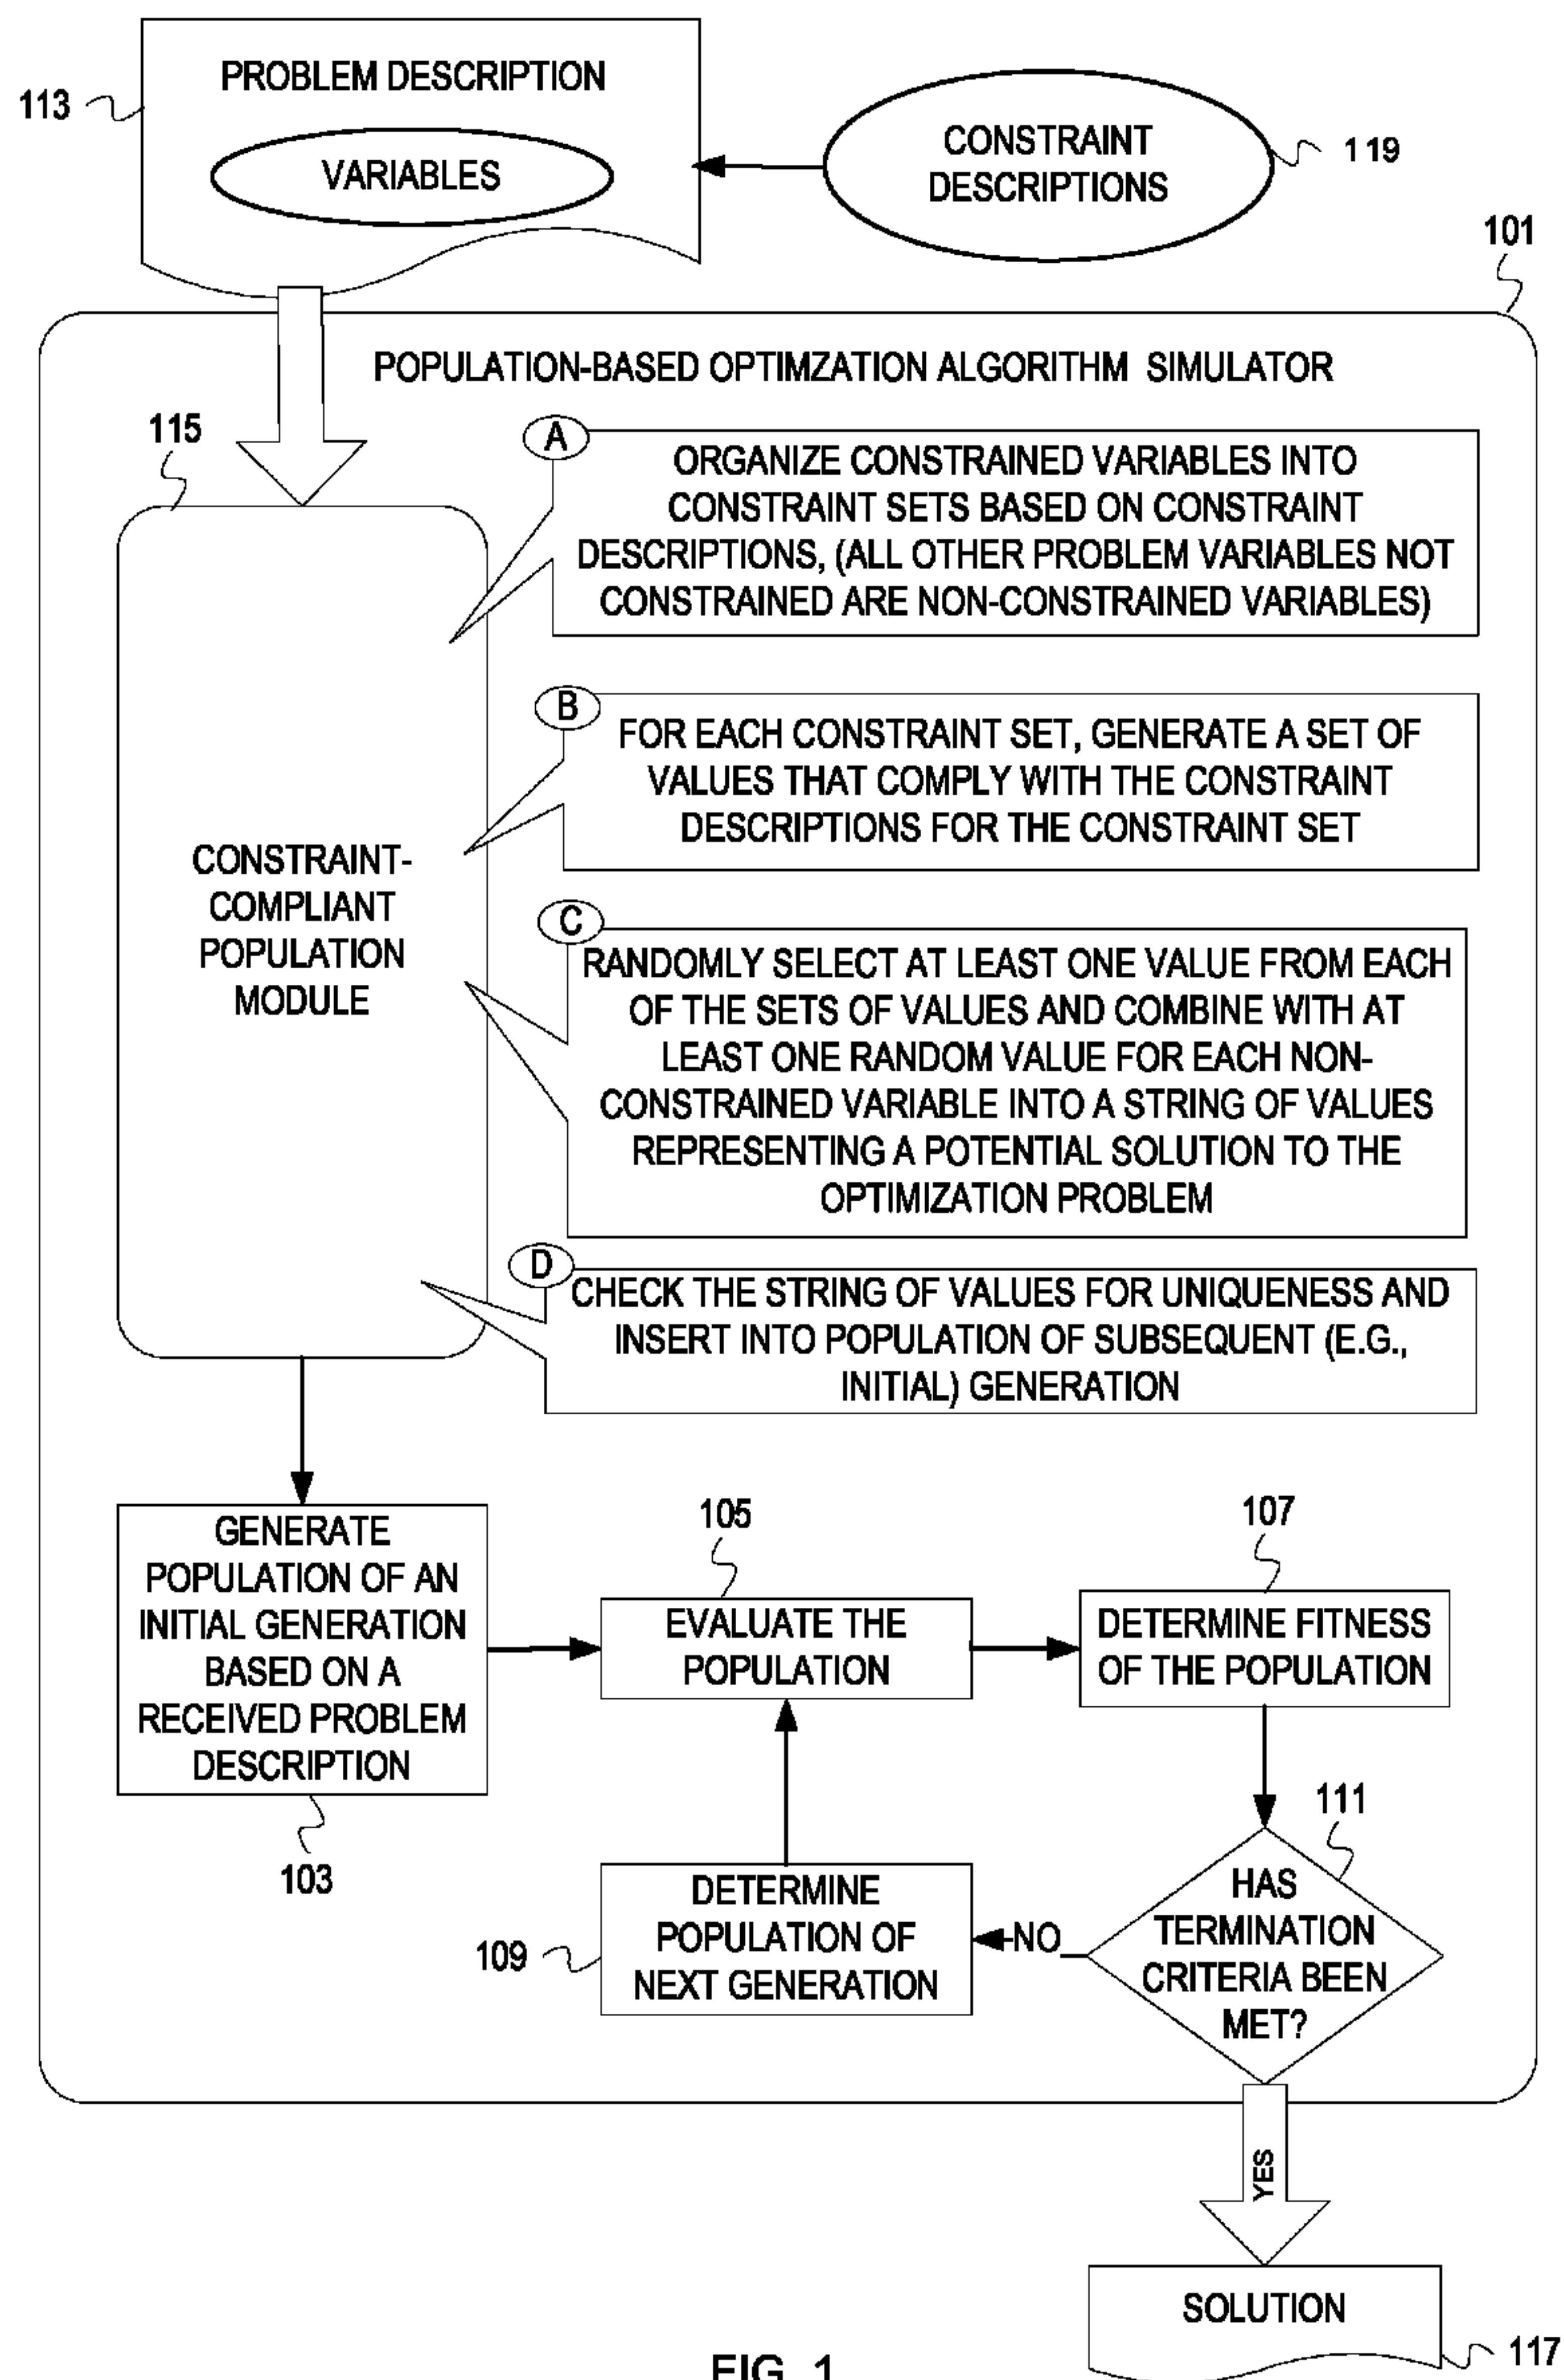 PROBLEM DESCRIPTION
113
VARIABLES
CONSTRAINT
DESCRIPTIONS
119
101
POPULATION-BASED OPTIMZATION ALGORITHM SIMULATOR
115
A
ORGANIZE CONSTRAINED VARIABLES INTO
CONSTRAINT SETS BASED ON CONSTRAINT
DESCRIPTIONS, (ALL OTHER PROBLEM VARIABLES NOT
CONSTRAINED ARE NON-CONSTRAINED VARIABLES)
B
FOR EACH CONSTRAINT SET, GENERATE A SET OF
VALUES THAT COMPLY WITH THE CONSTRAINT
DESCRIPTIONS FOR THE CONSTRAINT SET
CONSTRAINT-
COMPLIANT
POPULATION
MODULE
C
RANDOMLY SELECT AT LEAST ONE VALUE FROM EACH
OF THE SETS OF VALUES AND COMBINE WITH AT
LEAST ONE RANDOM VALUE FOR EACH NON-
CONSTRAINED VARIABLE INTO A STRING OF VALUES
REPRESENTING A POTENTIAL SOLUTION TO THE
OPTIMIZATION PROBLEM
D
CHECK THE STRING OF VALUES FOR UNIQUENESS AND
INSERT INTO POPULATION OF SUBSEQUENT (E.G.,
INITIAL) GENERATION
GENERATE
POPULATION OF AN
INITIAL GENERATION
BASED ON A
RECEIVED PROBLEM
DESCRIPTION
103
105
EVALUATE THE
POPULATION
107
DETERMINE FITNESS
OF THE POPULATION
111
HAS
TERMINATION
CRITERIA BEEN
MET?
NO
DETERMINE
POPULATION OF
NEXT GENERATION
109
YES
SOLUTION
117
FIG. 1